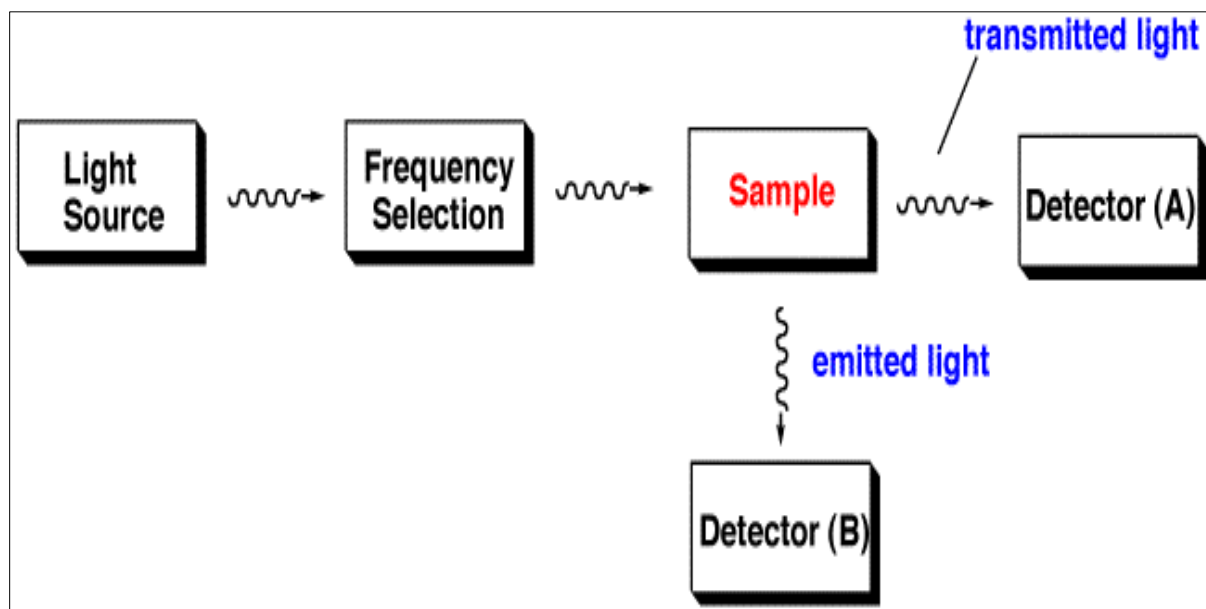 transmitted light
Light
Source
Frequency
Selection
Sample
Detector (A)
emitted light
Detector (B)